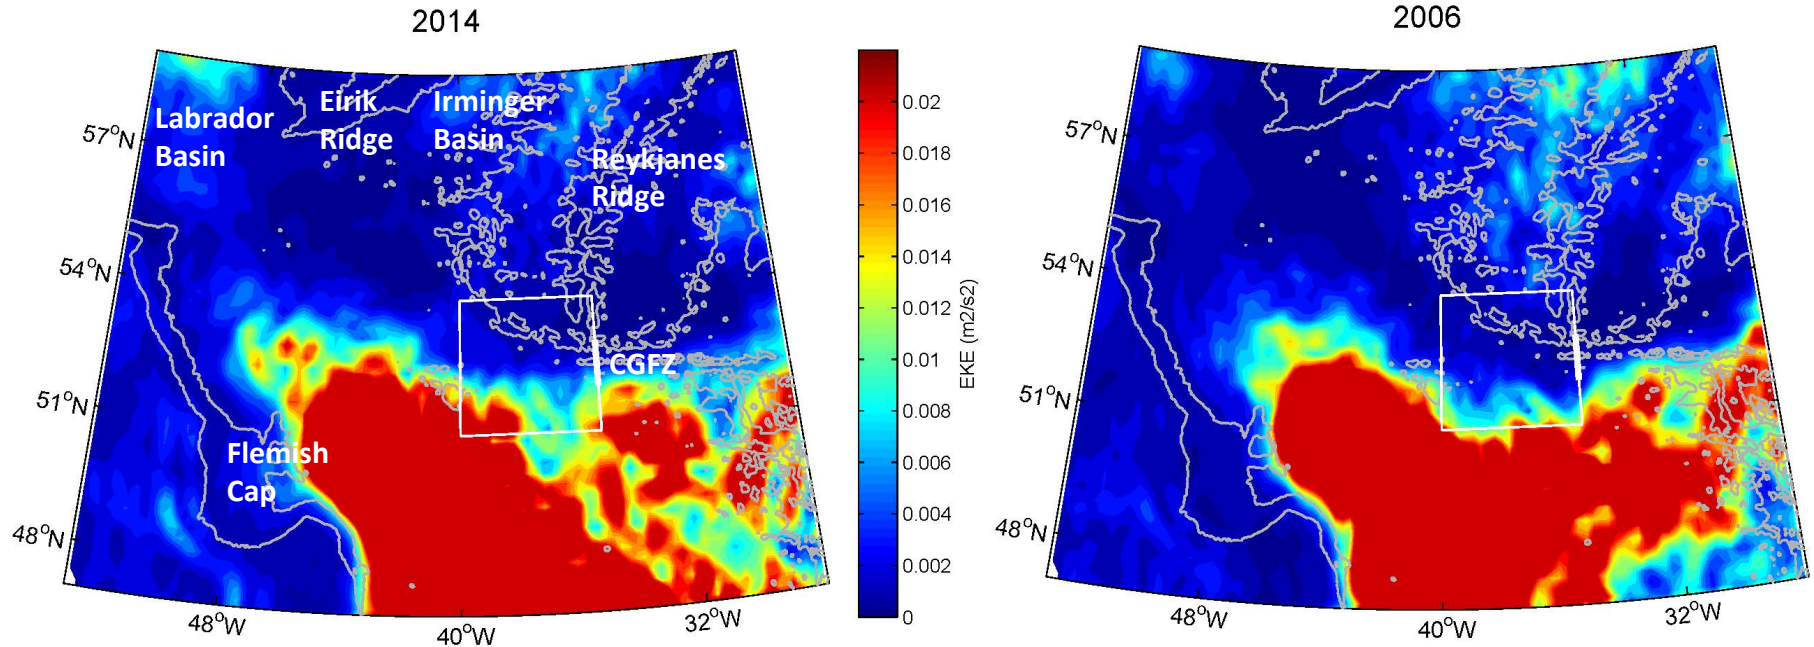 2014
2006
Labrador
Basin
Eirik
Ridge
Irminger
Basin
Reykjanes
Ridge
CGFZ
Flemish
Cap
57°N
54°N
51°N
48°N
48°W
40°W
32°W
0.02
0.018
0.016
0.014
0.012
0.01
0.008
0.006
0.004
0.002
0
EKE (m2/s2)
57°N
54°N
51°N
48°N
48°W
40°W
32°W